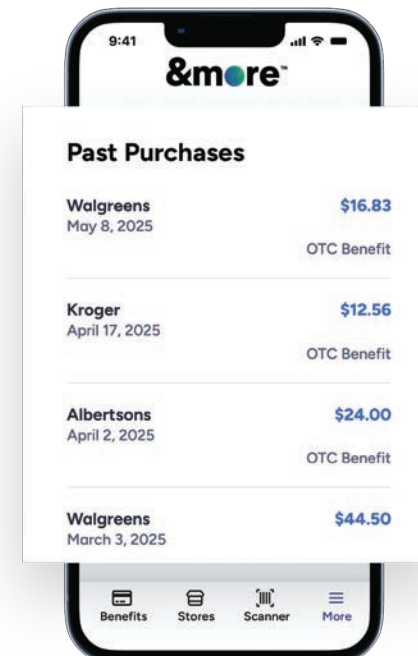 9:41
&more™
Past Purchases
Walgreens $16.83
May 8, 2025
OTC Benefit
Kroger $12.56
April 17, 2025
OTC Benefit
Albertsons $24.00
April 2, 2025
OTC Benefit
Walgreens $44.50
March 3, 2025
Benefits Stores Scanner More